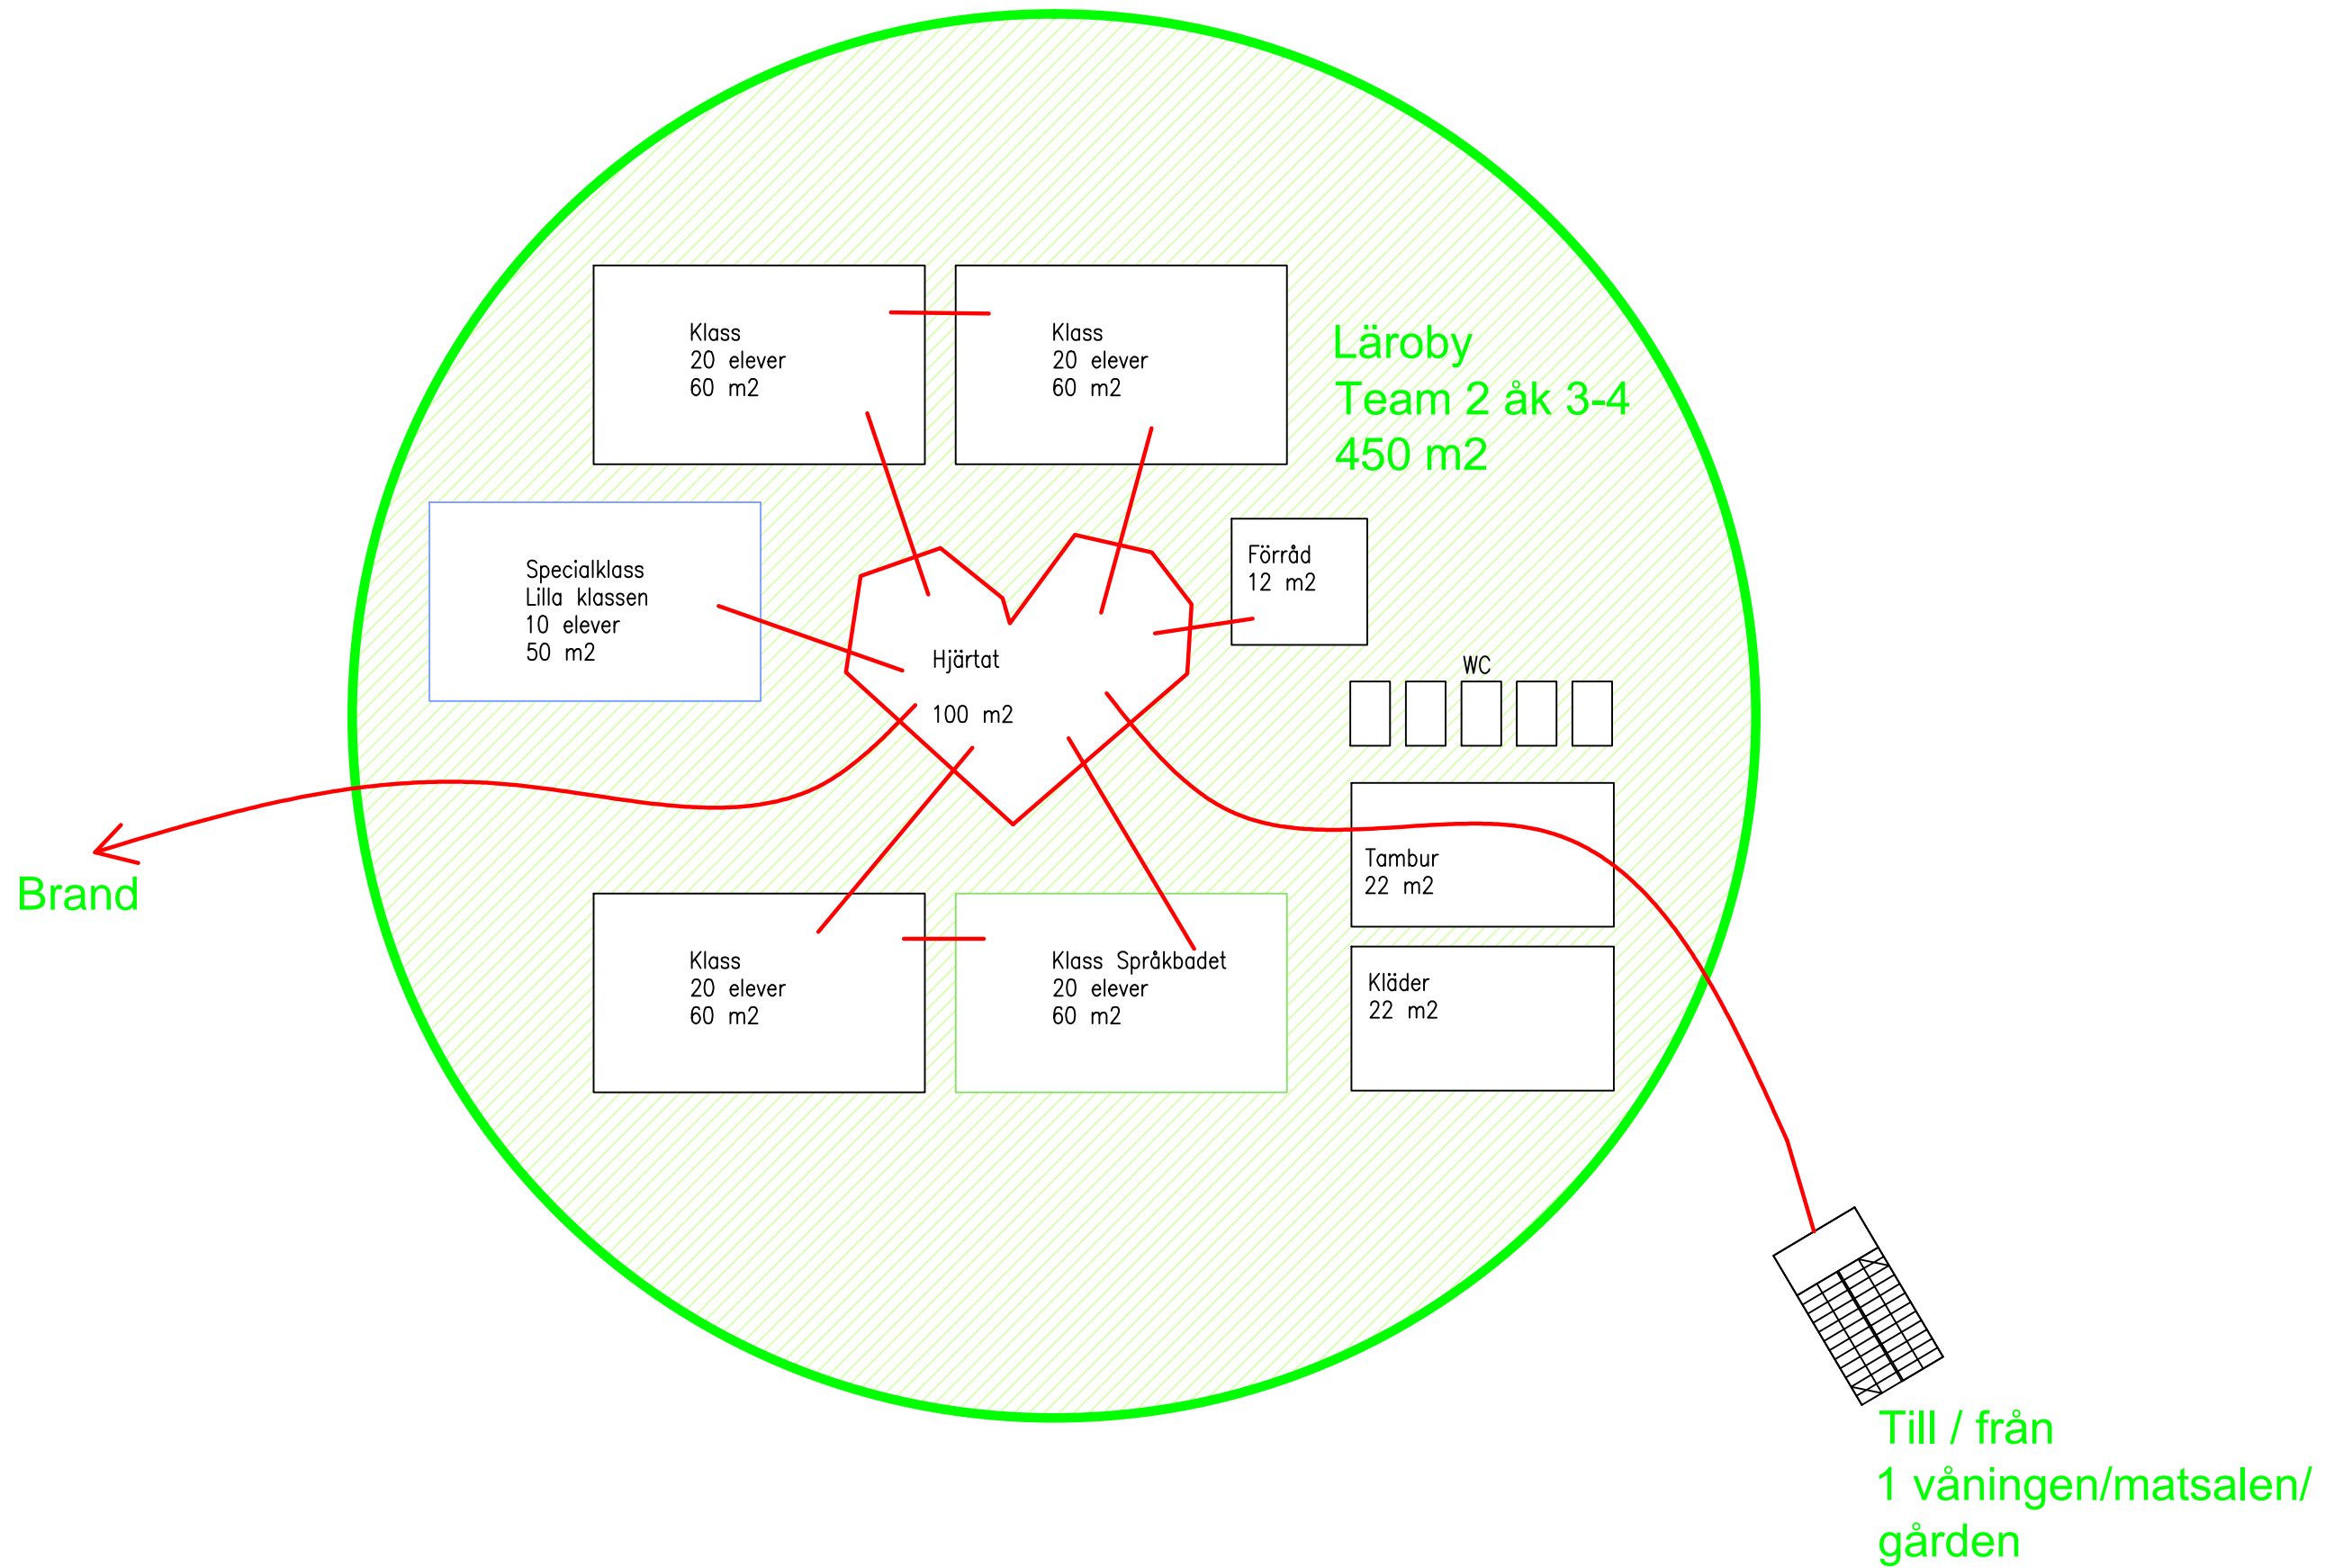 Klass
20 elever
60 m2
Klass
20 elever
60 m2
Läroby
Team 2 åk 3-4
450 m2
Specialklass
Lilla klassen
10 elever
50 m2
Förråd
12 m2
Hjärtat
100 m2
WC
Tambur
22 m2
Brand
Klass
20 elever
60 m2
Klass Språkbadet
20 elever
60 m2
Kläder
22 m2
Till / från
1 våningen/matsalen/
gården